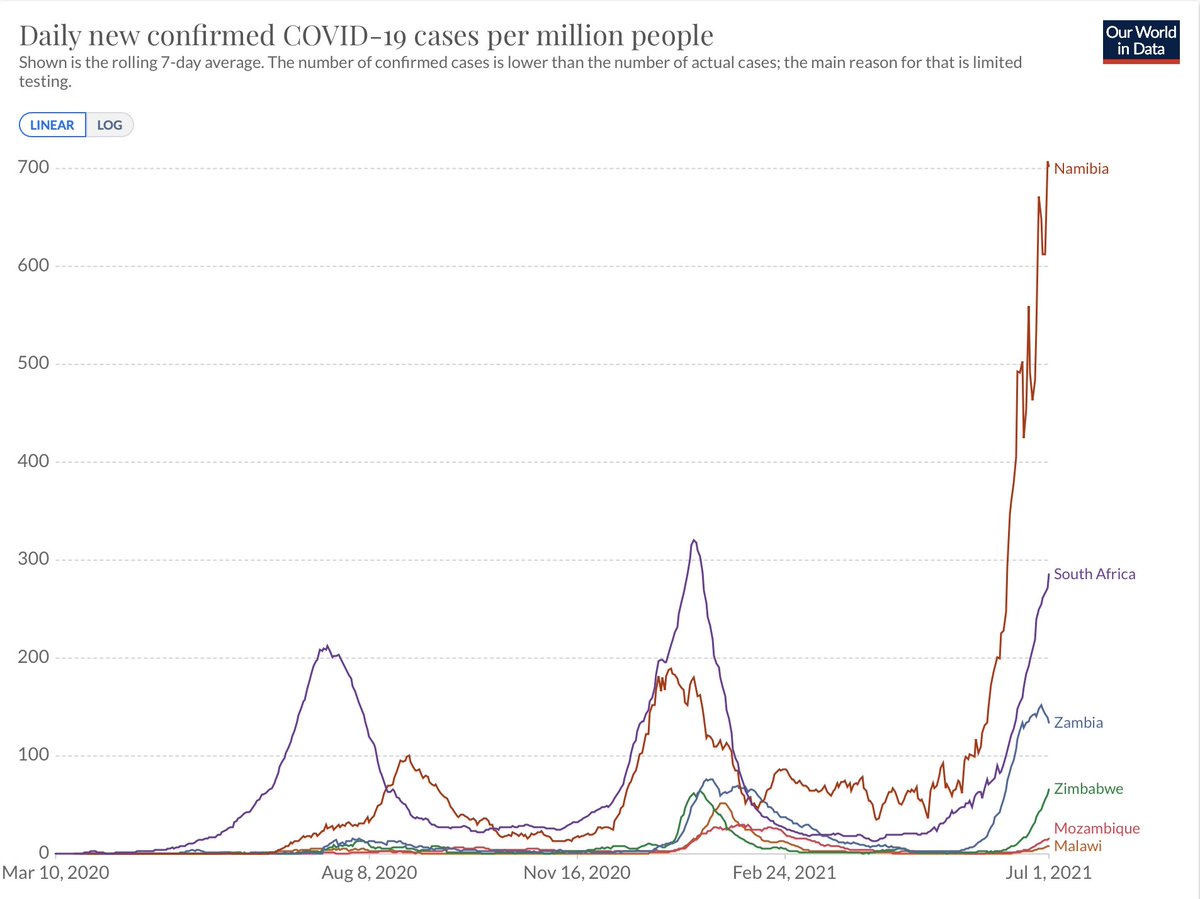 Daily new confirmed COVID-19 cases per million people
Our World
in Data
Shown is the rolling 7-day average. The number of confirmed cases is lower than the number of actual cases; the main reason for that is limited
testing.
LINEAR LOG
700
Namibia
600
500
400
300
South Africa
200
Zambia
100
Zimbabwe
Mozambique
Malawi
0
Mar 10, 2020 Aug 8, 2020 Nov 16, 2020 Feb 24, 2021 Jul 1, 2021